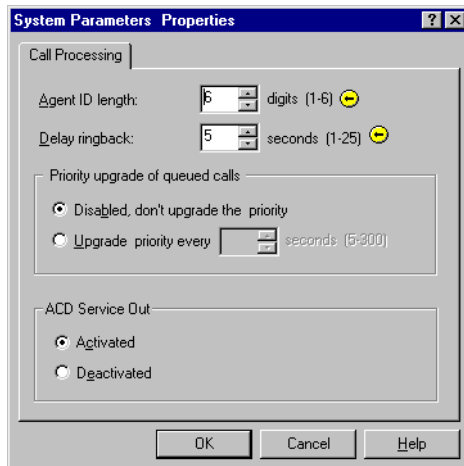 System Parameters Properties
Call Processing
Agent ID length: 6 digits (1-6)
Delay ringback: 5 seconds (1-25)
Priority upgrade of queued calls
Disabled, don't upgrade the priority
Upgrade priority every seconds (5-300)
ACD Service Out
Activated
Deactivated
OK Cancel Help